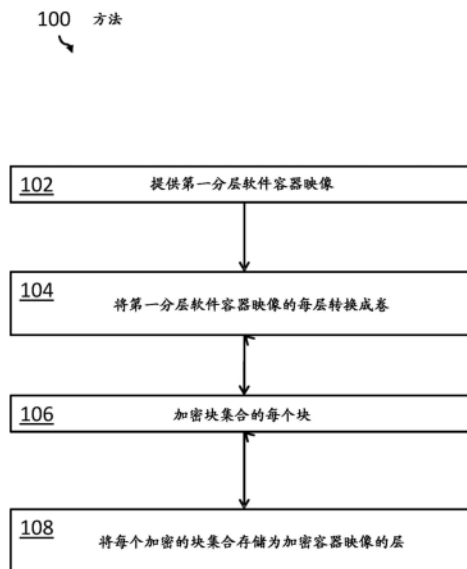 100 方法
102 提供第一分层软件容器映像
104 将第一分层软件容器映像的每层转换成卷
106 加密块集合的每个块
108 将每个加密的块集合存储为加密容器映像的层